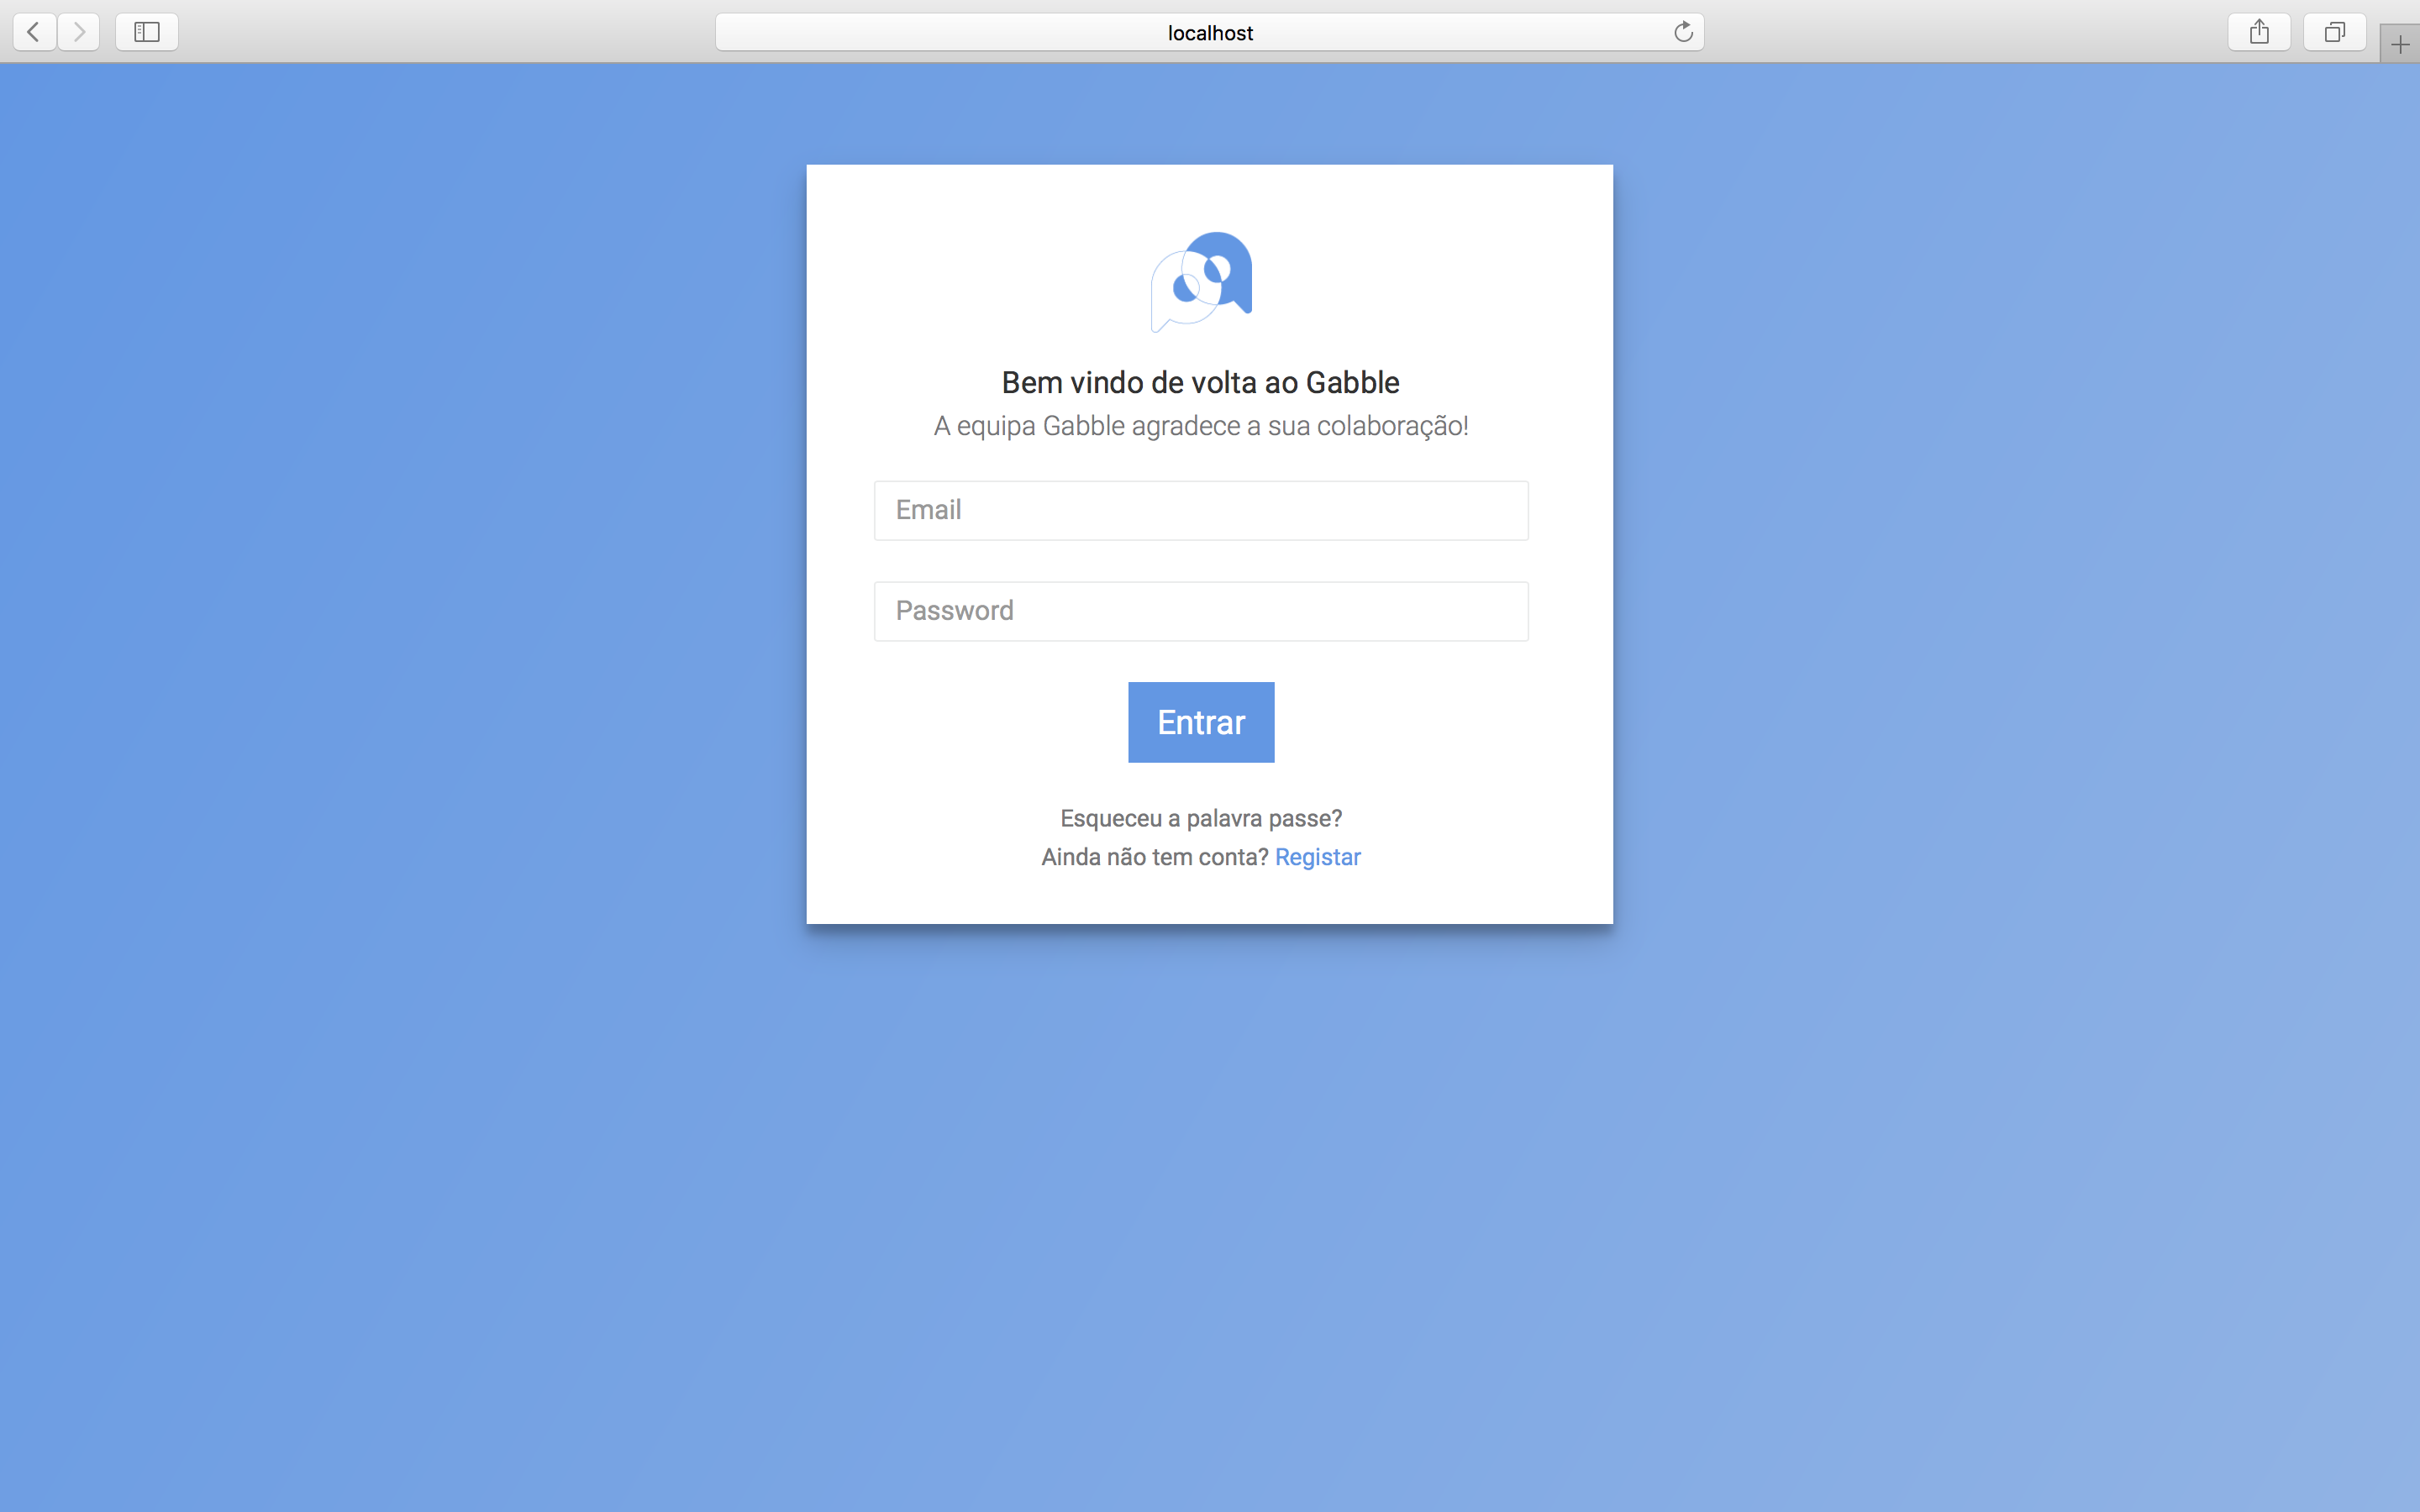 localhost
Bem vindo de volta ao Gabble
A equipa Gabble agradece a sua colaboração!
Email
Password
Entrar
Esqueceu a palavra passe?
Ainda não tem conta? Registar